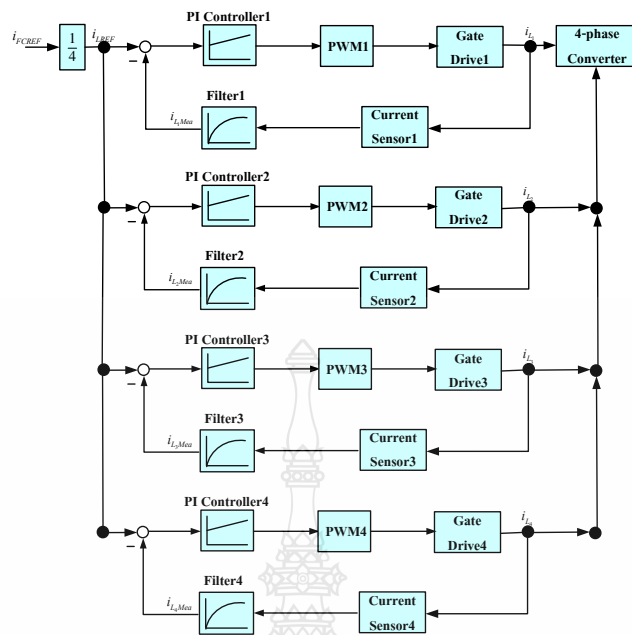 PI Controller1
i_FCREF
1/4
i_LREF
PWM1
Gate
Drive1
i_L1
4-phase
Converter
−
Filter1
i_L1Mea
Current
Sensor1
PI Controller2
PWM2
Gate
Drive2
i_L2
−
Filter2
i_L2Mea
Current
Sensor2
PI Controller3
PWM3
Gate
Drive3
i_L3
−
Filter3
i_L3Mea
Current
Sensor3
PI Controller4
PWM4
Gate
Drive4
i_L4
−
Filter4
i_L4Mea
Current
Sensor4